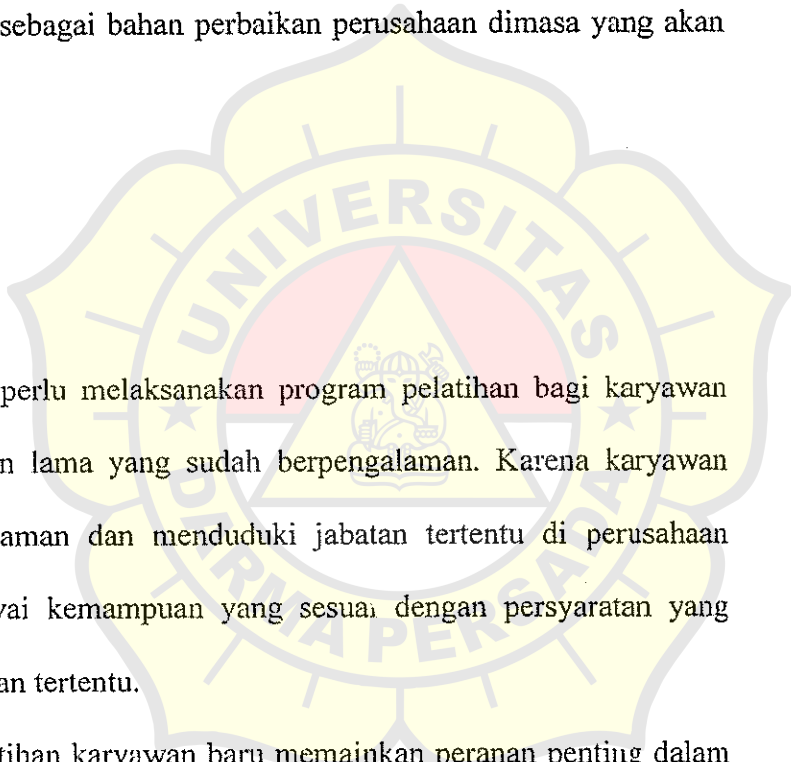 sebagai bahan perbaikan perusahaan dimasa yang akan
UNIVERSITAS
perlu melaksanakan program pelatihan bagi karyawan
n lama yang sudah berpengalaman. Karena karyawan
aman dan menduduki jabatan tertentu di perusahaan
vai kemampuan yang sesuai dengan persyaratan yang
DARMA PERSADA
an tertentu.
tihan karyawan baru memainkan peranan penting dalam